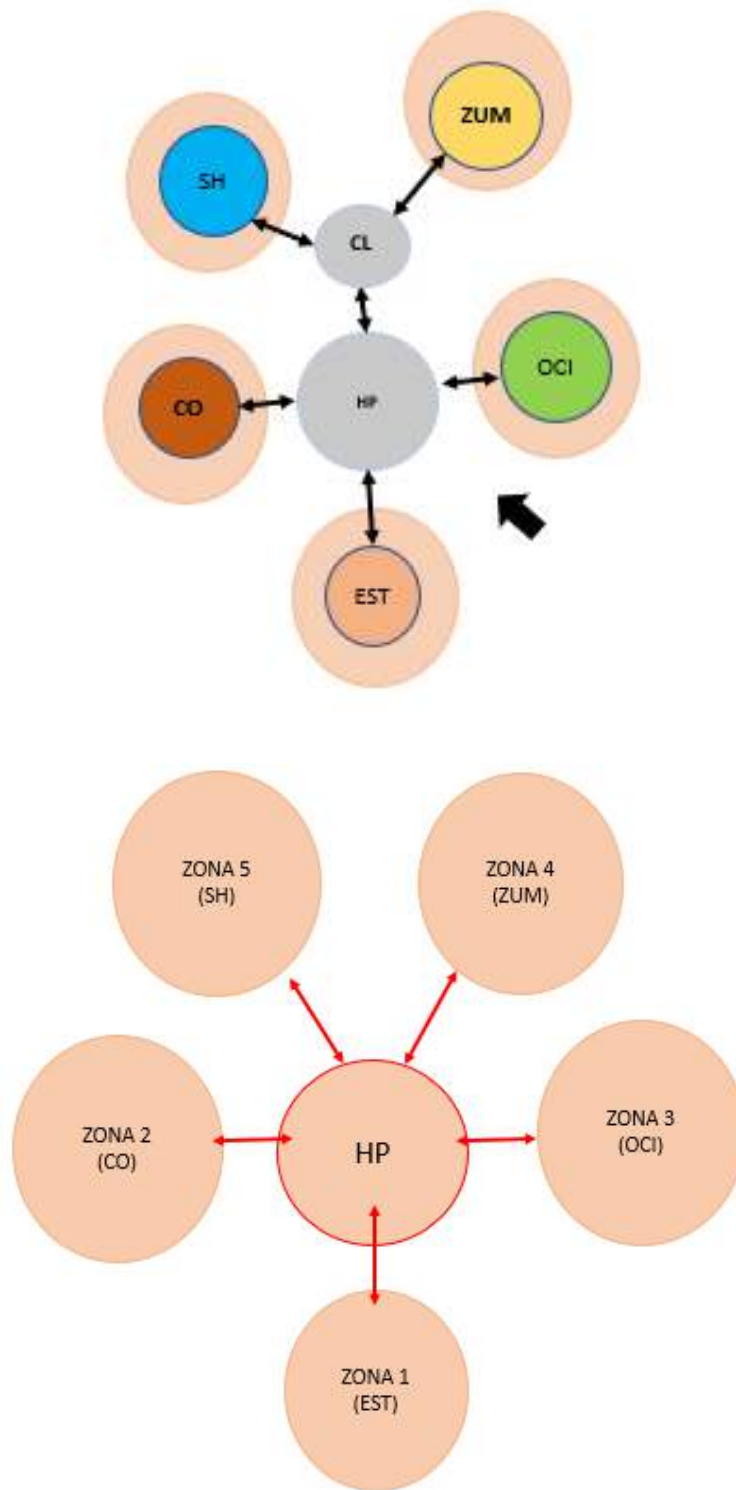 ZUM
SH
CL
OCI
CO
HP
EST
ZONA 5
(SH)
ZONA 4
(ZUM)
ZONA 2
(CO)
HP
ZONA 3
(OCI)
ZONA 1
(EST)